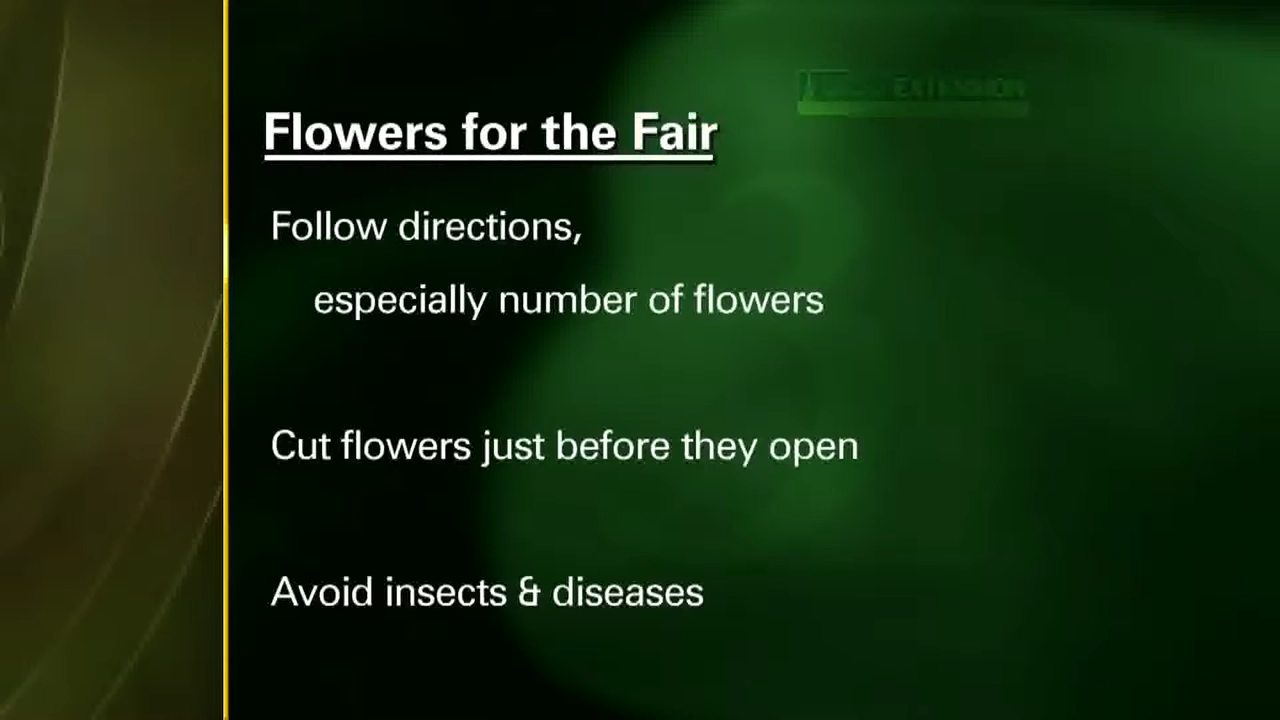 EXTENSION
Flowers for the Fair
Follow directions,
especially number of flowers
Cut flowers just before they open
Avoid insects & diseases